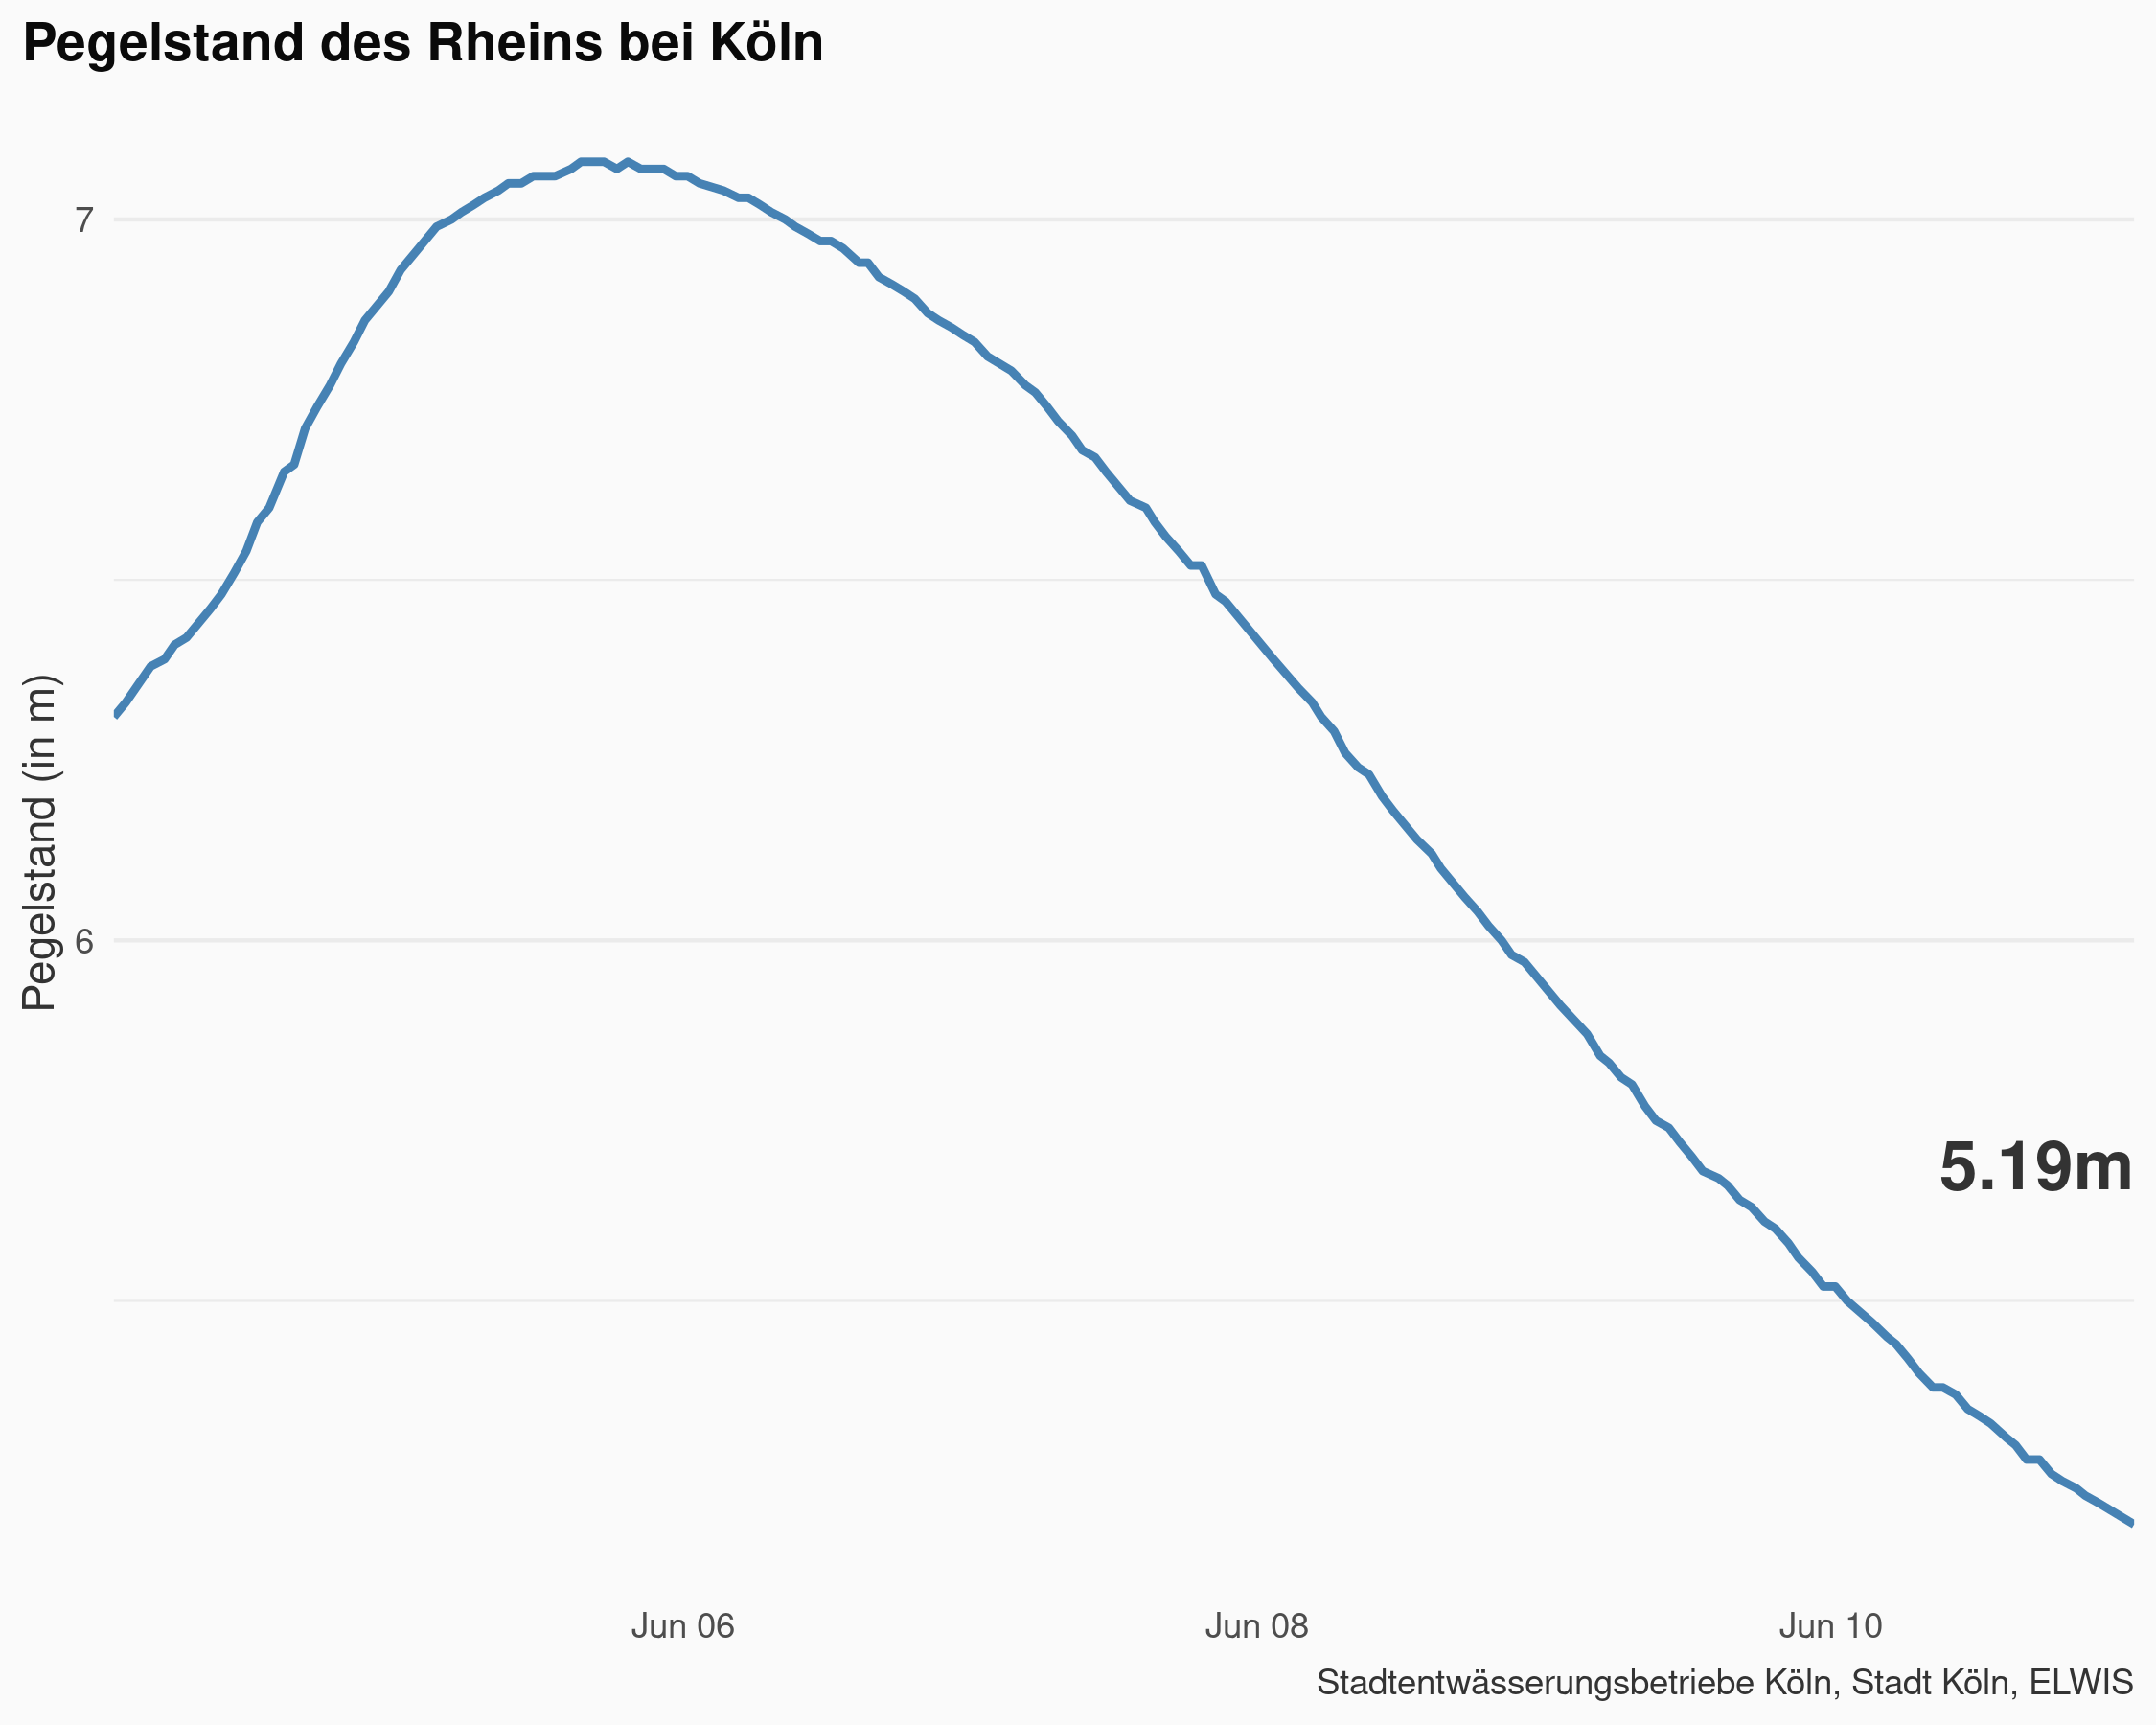 Pegelstand des Rheins bei Köln
Pegelstand (in m)
7
6
5.19m
Jun 06
Jun 08
Jun 10
Stadtentwässerungsbetriebe Köln, Stadt Köln, ELWIS